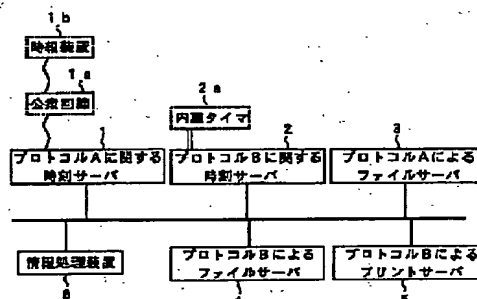 1b
時報装置
1a
公衆回線
2a
内蔵タイマ
1
2
3
プロトコルAに関する
時刻サーバ
プロトコルBに関する
時刻サーバ
プロトコルAによる
ファイルサーバ
情報処理装置
プロトコルBによる
ファイルサーバ
プロトコルBによる
プリントサーバ
6
4
5